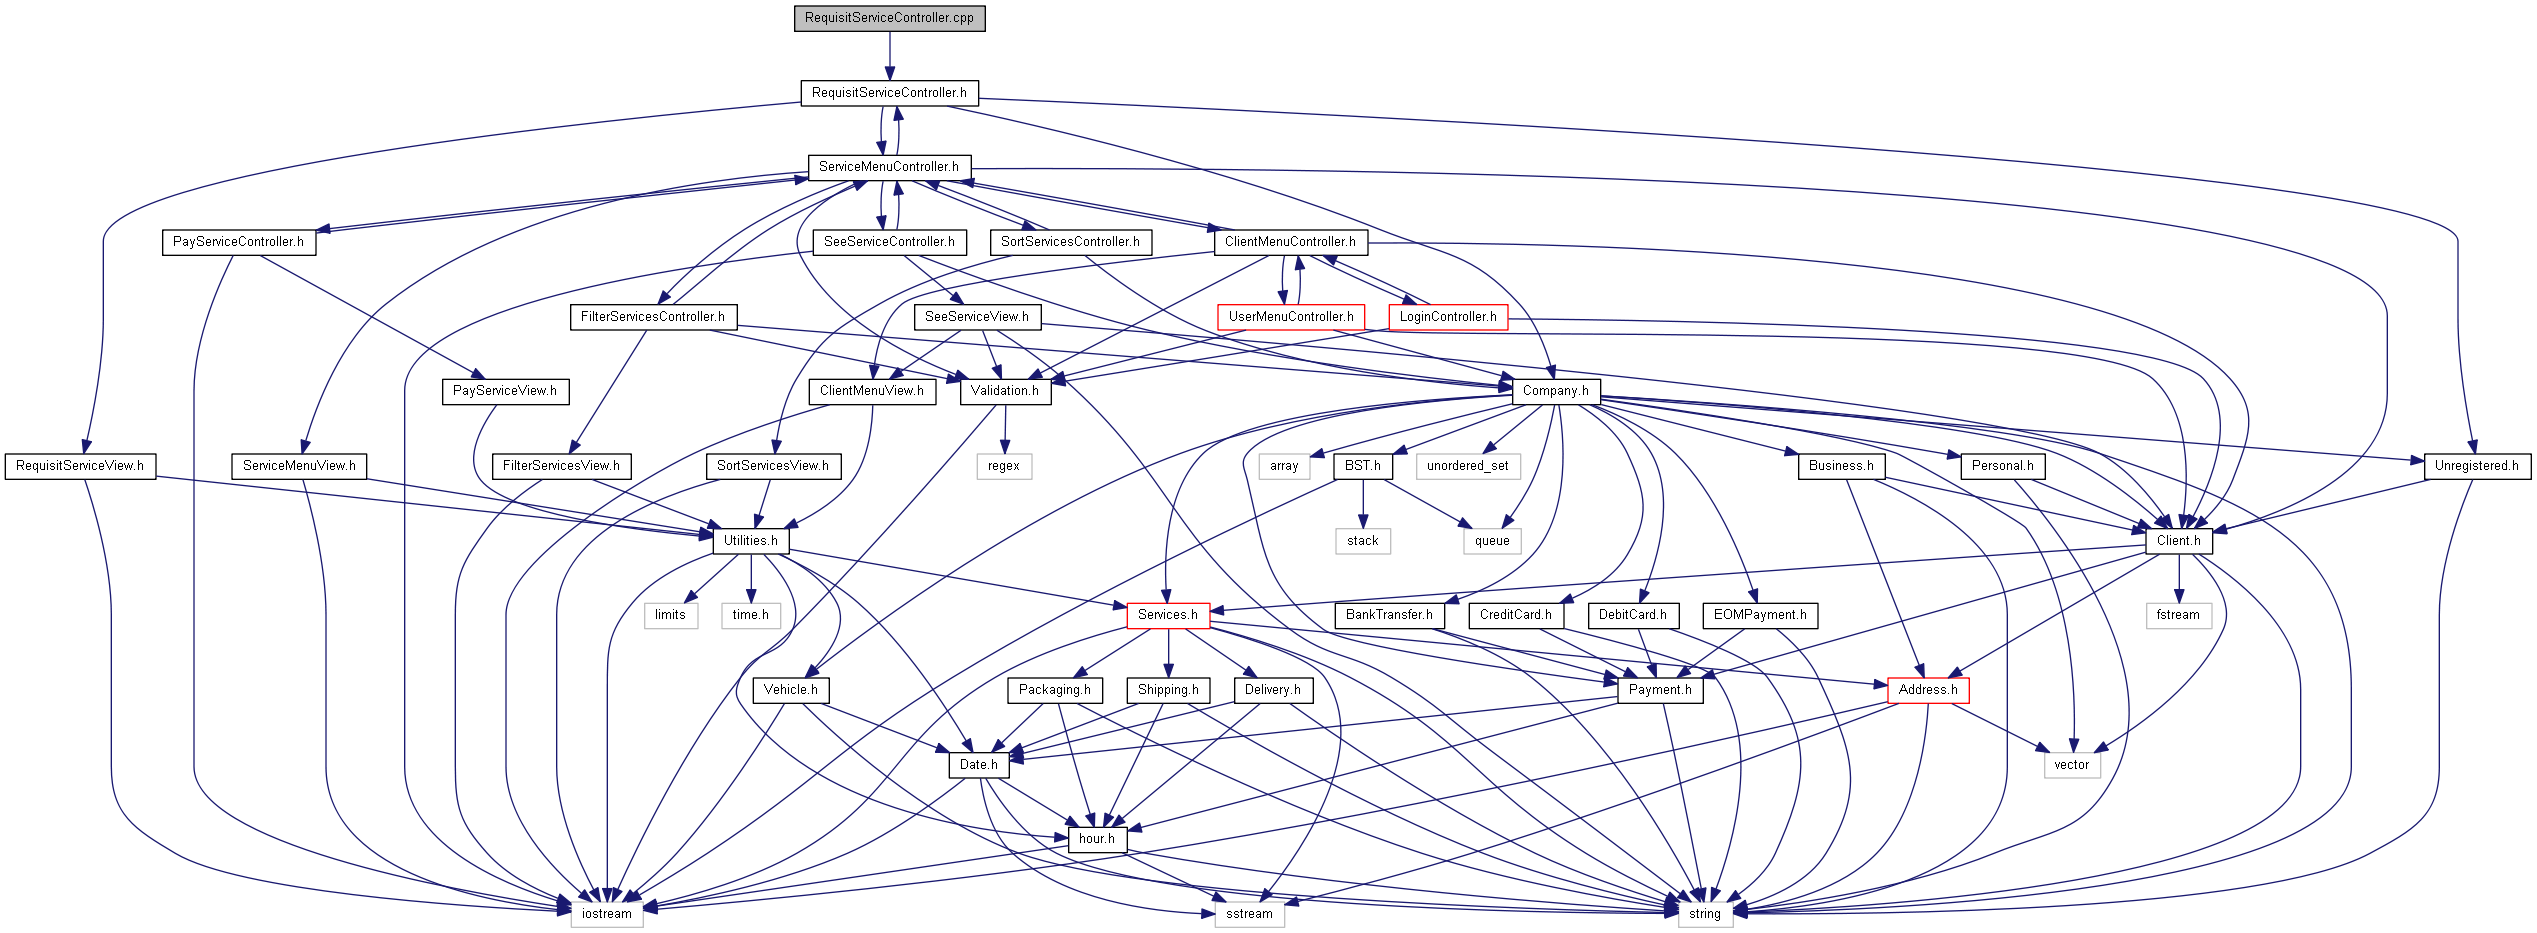 RequisitServiceController.cpp
RequisitServiceController.h
ServiceMenuController.h
PayServiceController.h
SeeServiceController.h
SortServicesController.h
ClientMenuController.h
FilterServicesController.h
SeeServiceView.h
UserMenuController.h
LoginController.h
PayServiceView.h
ClientMenuView.h
Validation.h
Company.h
RequisitServiceView.h
ServiceMenuView.h
FilterServicesView.h
SortServicesView.h
regex
array
BST.h
unordered_set
Business.h
Personal.h
Unregistered.h
Utilities.h
stack
queue
Client.h
limits
time.h
Services.h
BankTransfer.h
CreditCard.h
DebitCard.h
EOMPayment.h
fstream
Vehicle.h
Packaging.h
Shipping.h
Delivery.h
Payment.h
Address.h
Date.h
vector
hour.h
iostream
sstream
string